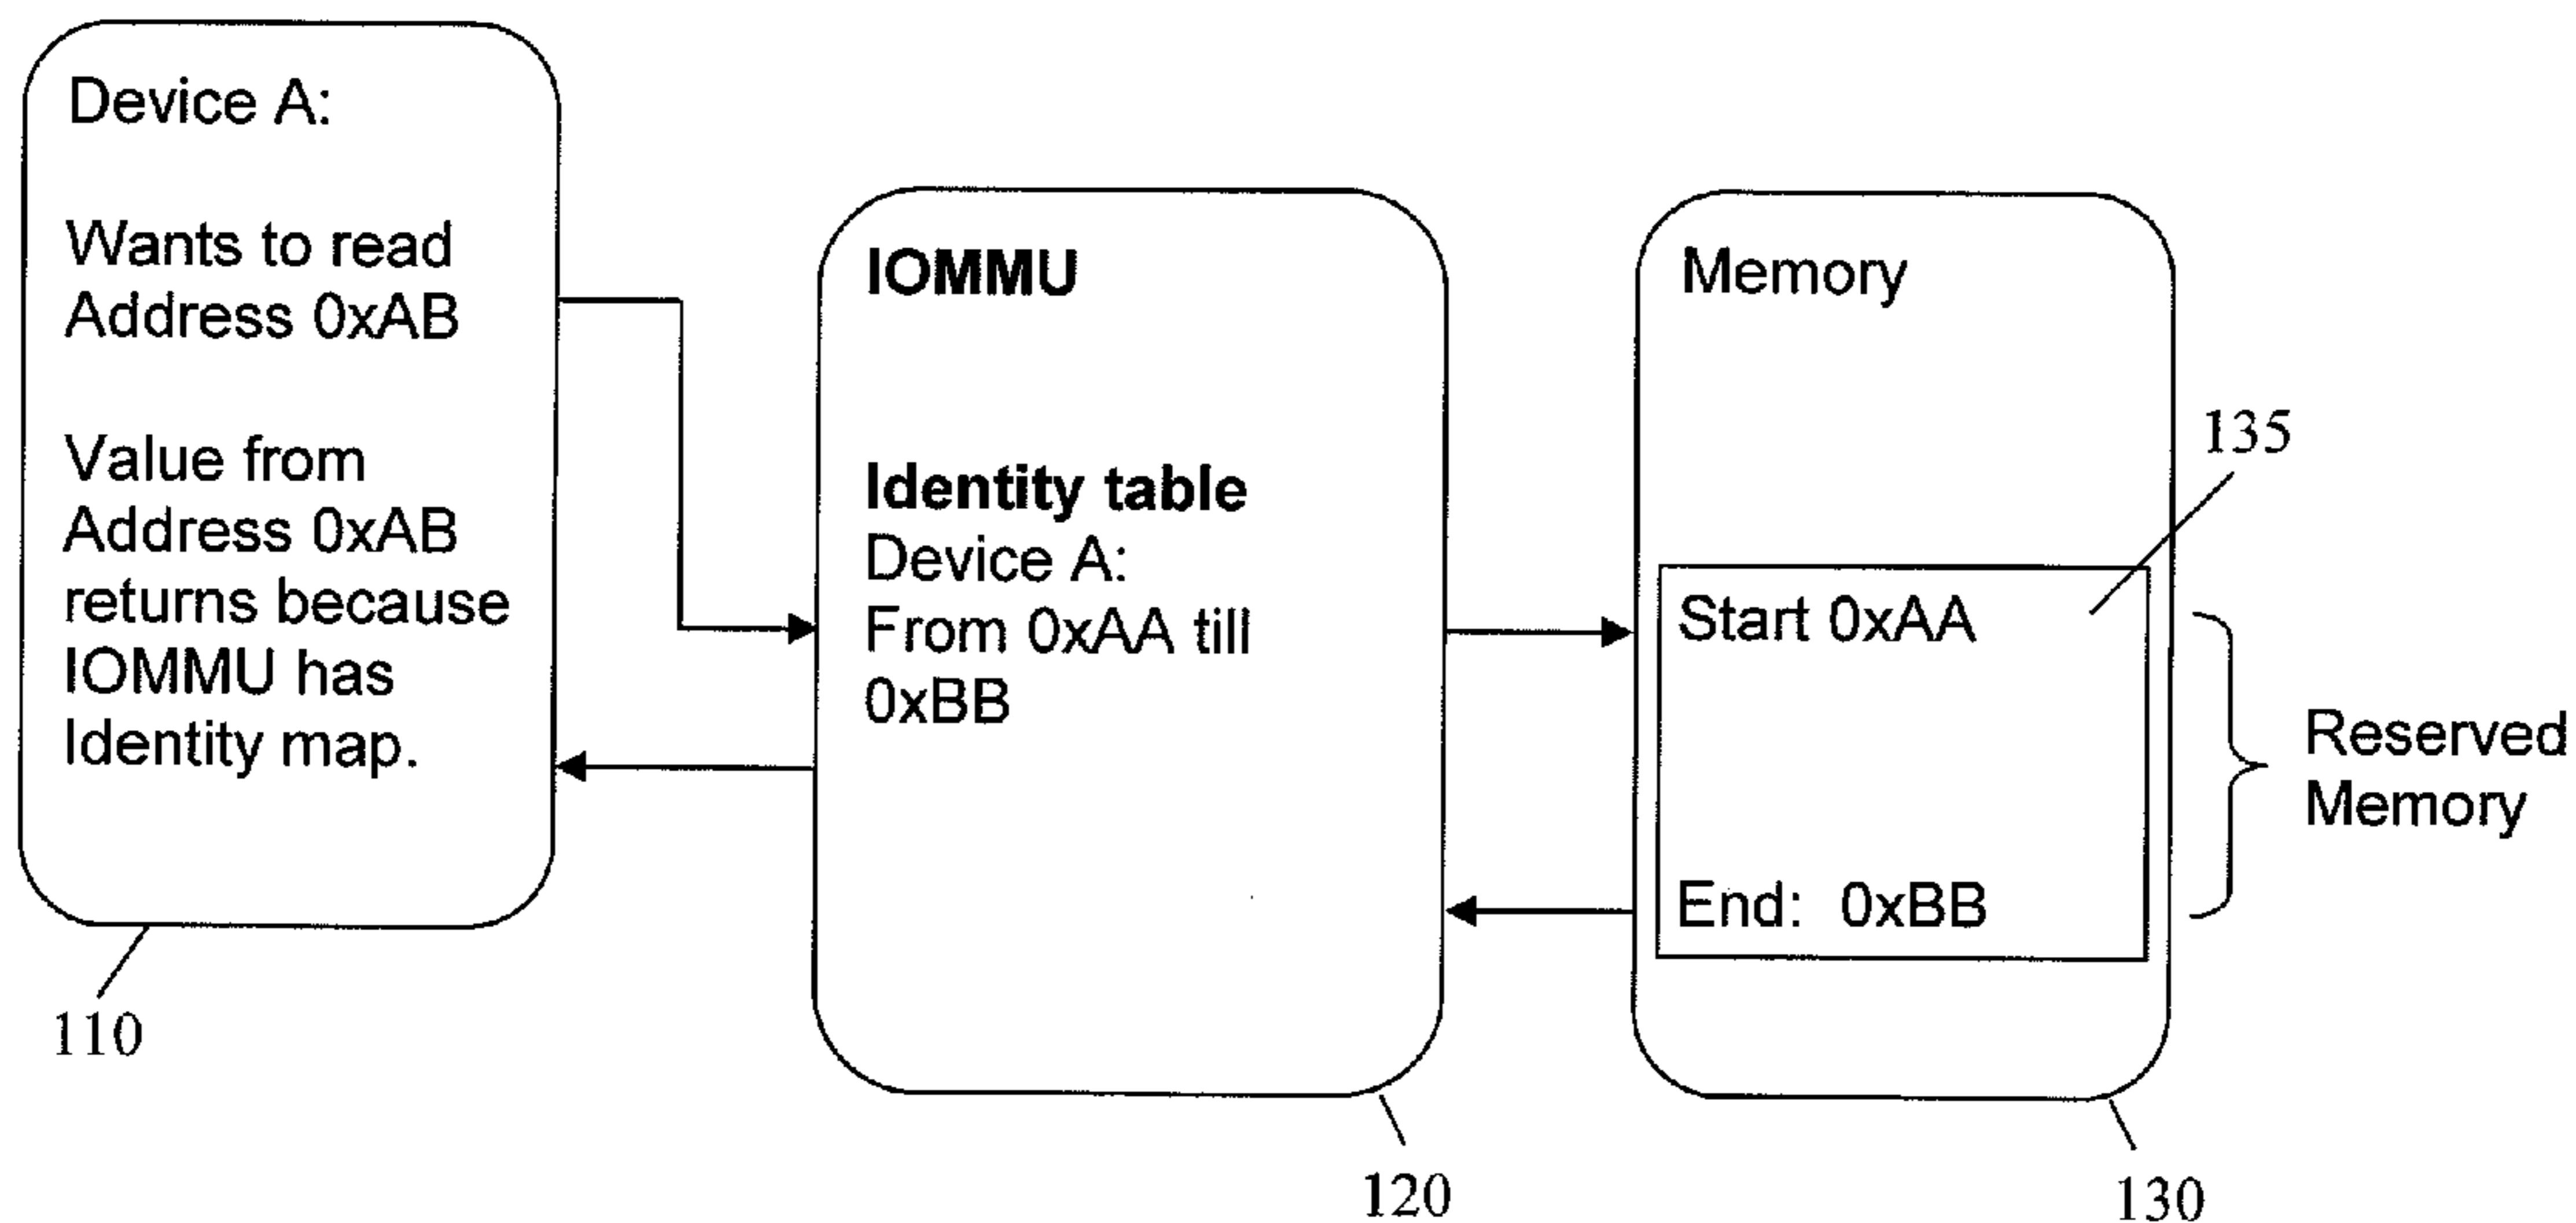 Device A:
Wants to read
Address 0xAB
Value from
Address 0xAB
returns because
IOMMU has
Identity map.
110
IOMMU
Identity table
Device A:
From 0xAA till
0xBB
120
Memory
135
Start 0xAA
End: 0xBB
130
Reserved
Memory